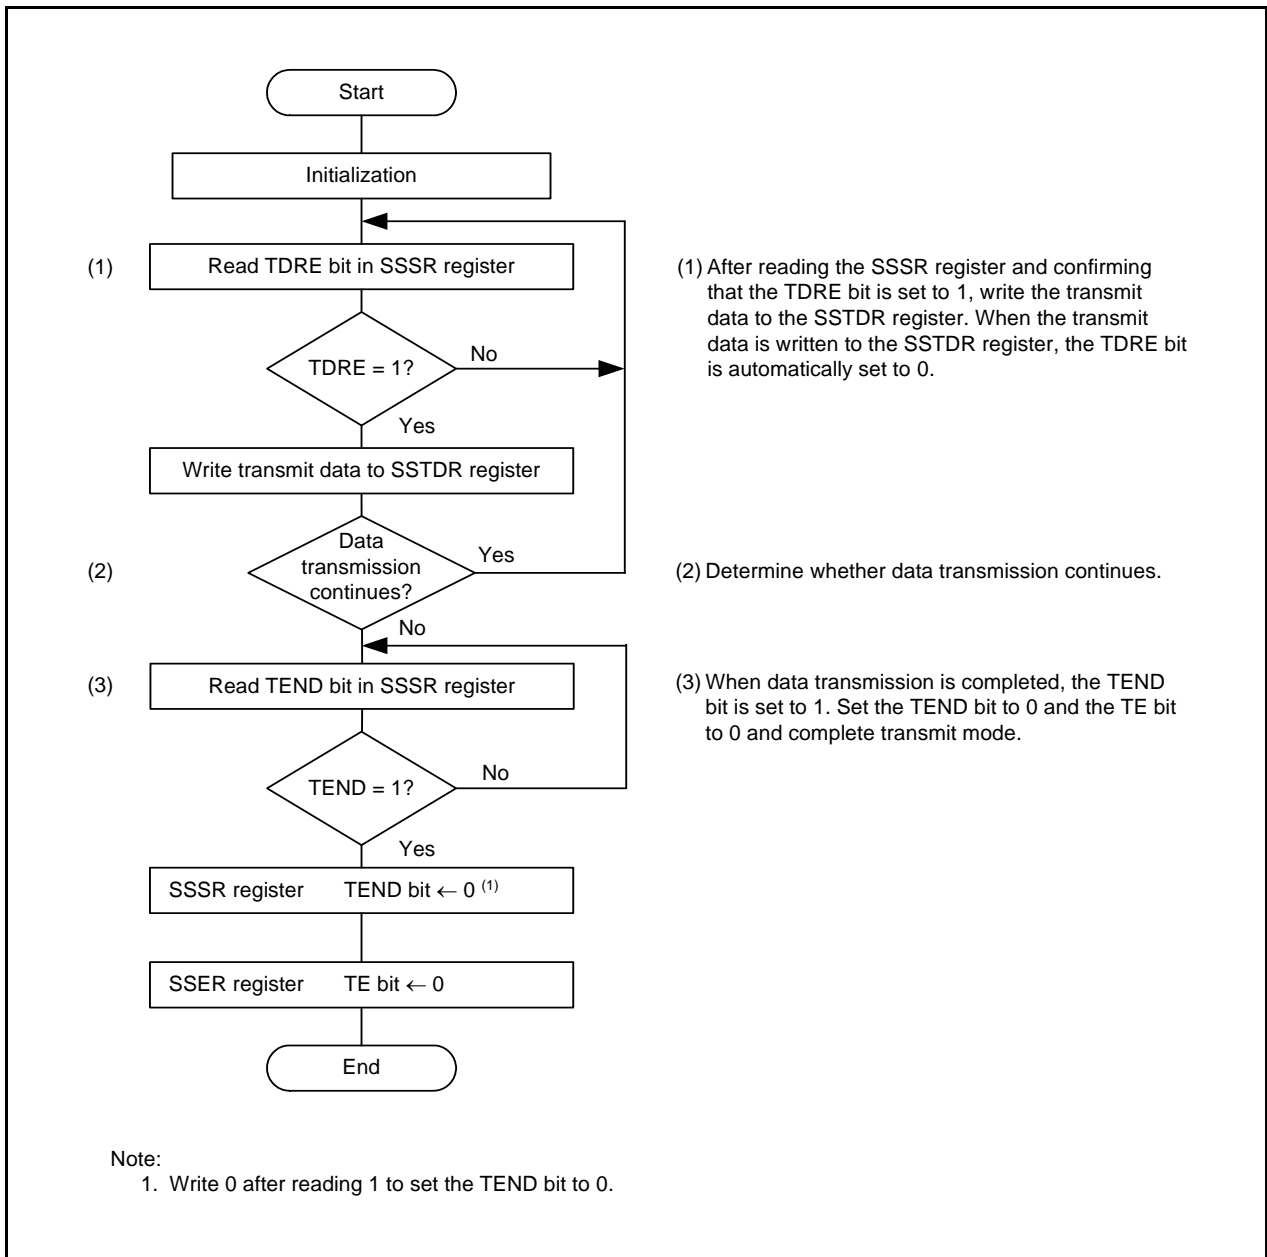 Start
Initialization
(1)
Read TDRE bit in SSSR register
TDRE = 1?
No
Yes
Write transmit data to SSTDR register
(2)
Data
transmission
continues?
Yes
No
(3)
Read TEND bit in SSSR register
TEND = 1?
No
Yes
SSSR register TEND bit ← 0 (1)
SSER register TE bit ← 0
End
(1) After reading the SSSR register and confirming
that the TDRE bit is set to 1, write the transmit
data to the SSTDR register. When the transmit
data is written to the SSTDR register, the TDRE bit
is automatically set to 0.
(2) Determine whether data transmission continues.
(3) When data transmission is completed, the TEND
bit is set to 1. Set the TEND bit to 0 and the TE bit
to 0 and complete transmit mode.
Note:
1. Write 0 after reading 1 to set the TEND bit to 0.